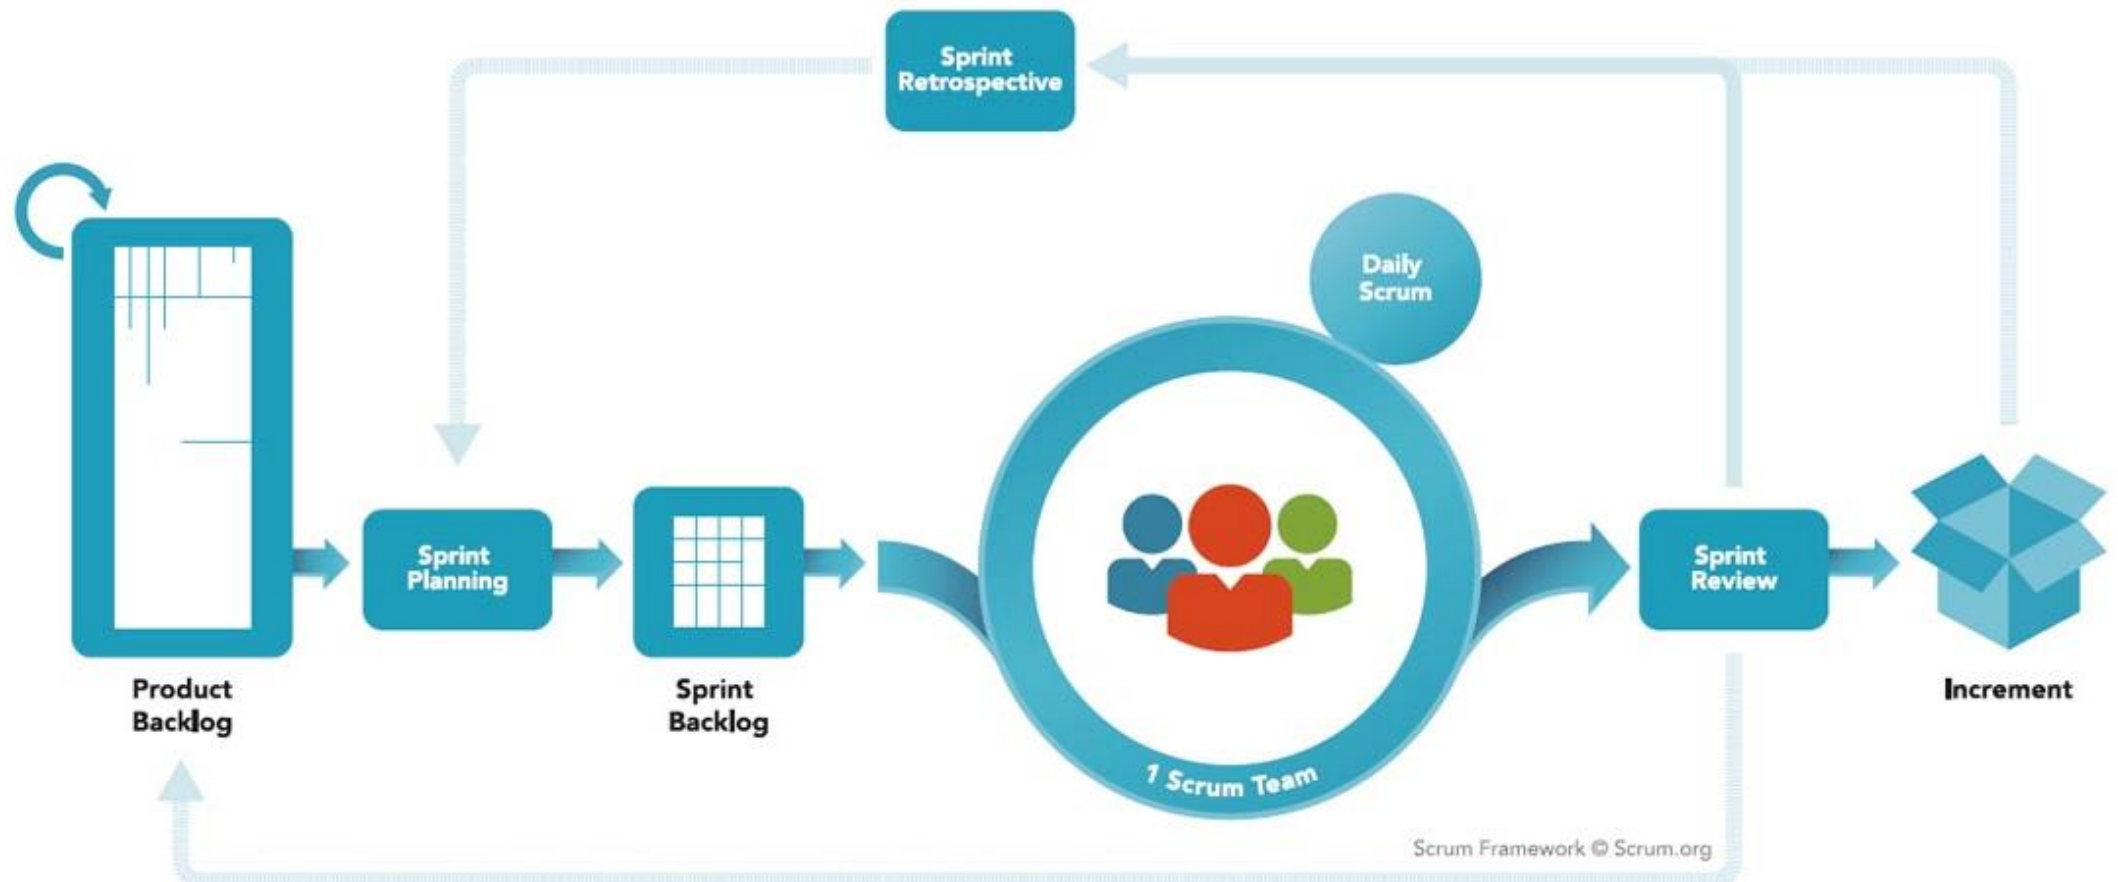 Sprint
Retrospective
Daily
Scrum
Sprint
Planning
Sprint
Review
Product
Backlog
Sprint
Backlog
Increment
1 Scrum Team
Scrum Framework © Scrum.org